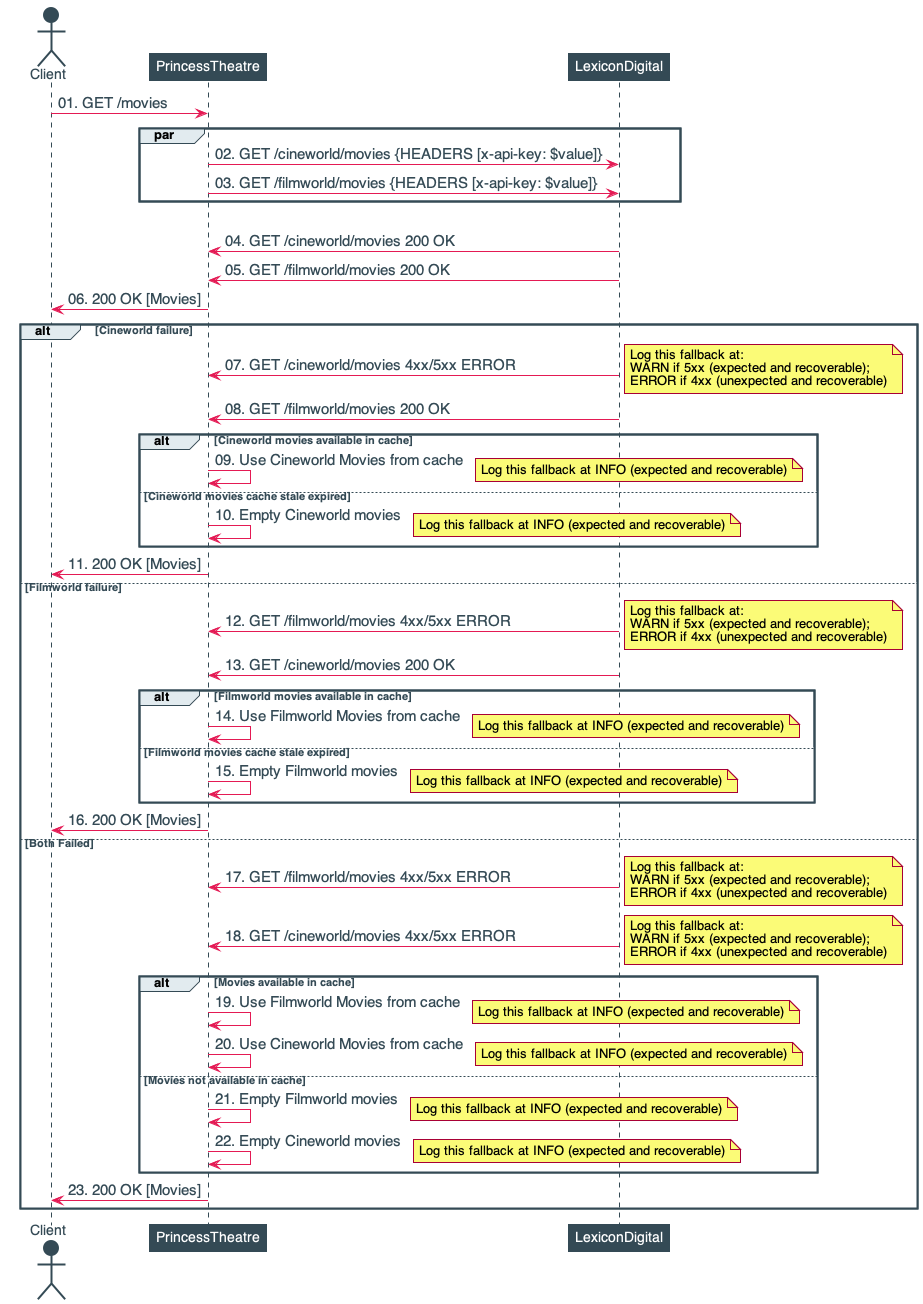 Client
PrincessTheatre
LexiconDigital
01. GET /movies
par
02. GET /cineworld/movies {HEADERS [x-api-key: $value]}
03. GET /filmworld/movies {HEADERS [x-api-key: $value]}
04. GET /cineworld/movies 200 OK
05. GET /filmworld/movies 200 OK
06. 200 OK [Movies]
alt
[Cineworld failure]
07. GET /cineworld/movies 4xx/5xx ERROR
Log this fallback at:
WARN if 5xx (expected and recoverable);
ERROR if 4xx (unexpected and recoverable)
08. GET /filmworld/movies 200 OK
alt
[Cineworld movies available in cache]
09. Use Cineworld Movies from cache
Log this fallback at INFO (expected and recoverable)
[Cineworld movies cache stale expired]
10. Empty Cineworld movies
Log this fallback at INFO (expected and recoverable)
11. 200 OK [Movies]
[Filmworld failure]
12. GET /filmworld/movies 4xx/5xx ERROR
Log this fallback at:
WARN if 5xx (expected and recoverable);
ERROR if 4xx (unexpected and recoverable)
13. GET /cineworld/movies 200 OK
alt
[Filmworld movies available in cache]
14. Use Filmworld Movies from cache
Log this fallback at INFO (expected and recoverable)
[Filmworld movies cache stale expired]
15. Empty Filmworld movies
Log this fallback at INFO (expected and recoverable)
16. 200 OK [Movies]
[Both Failed]
17. GET /filmworld/movies 4xx/5xx ERROR
Log this fallback at:
WARN if 5xx (expected and recoverable);
ERROR if 4xx (unexpected and recoverable)
18. GET /cineworld/movies 4xx/5xx ERROR
Log this fallback at:
WARN if 5xx (expected and recoverable);
ERROR if 4xx (unexpected and recoverable)
alt
[Movies available in cache]
19. Use Filmworld Movies from cache
Log this fallback at INFO (expected and recoverable)
20. Use Cineworld Movies from cache
Log this fallback at INFO (expected and recoverable)
[Movies not available in cache]
21. Empty Filmworld movies
Log this fallback at INFO (expected and recoverable)
22. Empty Cineworld movies
Log this fallback at INFO (expected and recoverable)
23. 200 OK [Movies]
Client
PrincessTheatre
LexiconDigital